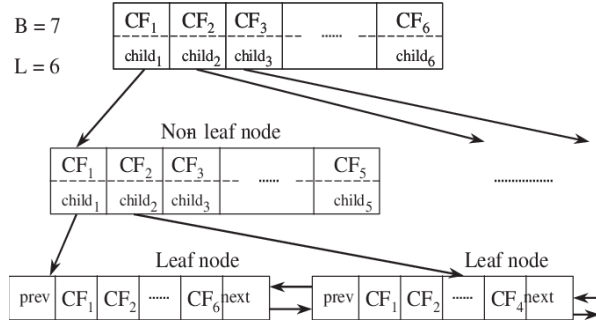 B = 7
L = 6
CF1 CF2 CF3 ...... CF6
child1 child2 child3 child6
Non leaf node
CF1 CF2 CF3 ...... CF5
child1 child2 child3 child5
................
Leaf node Leaf node
prev CF1 CF2 ...... CF6 next prev CF1 CF2 ...... CF4 next